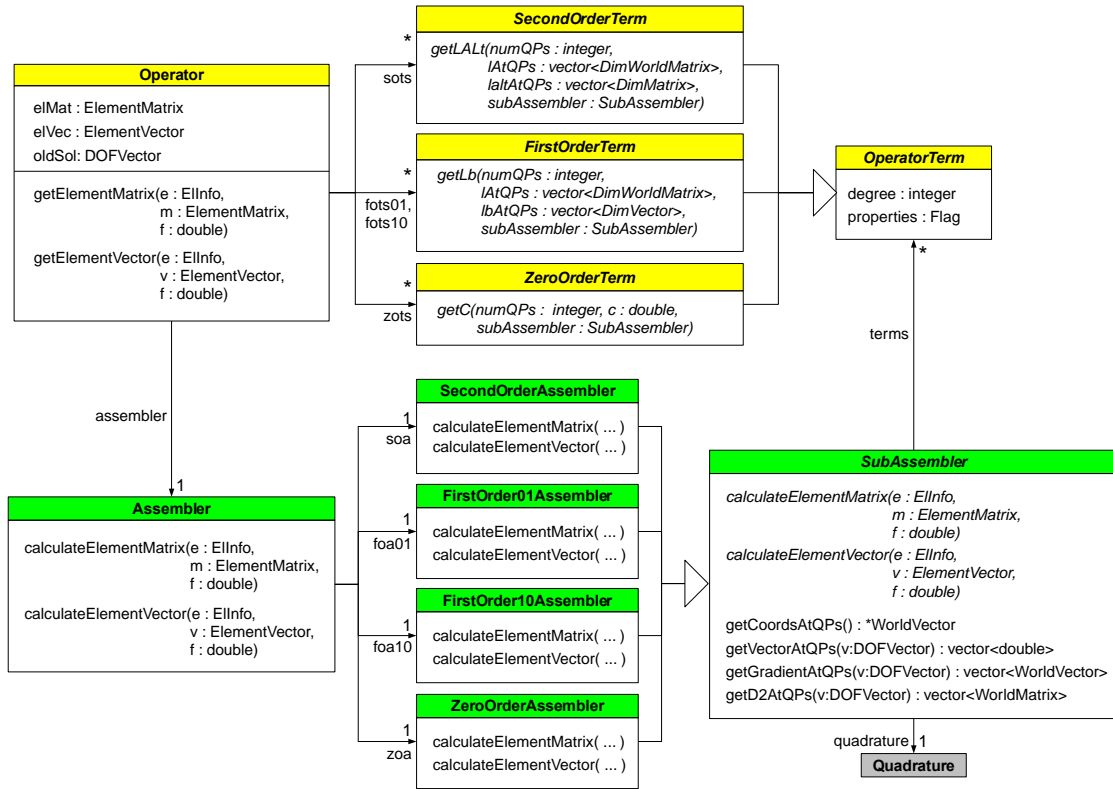 Operator
elMat : ElementMatrix
elVec : ElementVector
oldSol: DOFVector
getElementMatrix(e : ElInfo,
m : ElementMatrix,
f : double)
getElementVector(e : ElInfo,
v : ElementVector,
f : double)
*
sots
*
fots01,
fots10
*
zots
SecondOrderTerm
getLALt(numQPs : integer,
lAtQPs : vector<DimWorldMatrix>,
laltAtQPs : vector<DimMatrix>,
subAssembler : SubAssembler)
FirstOrderTerm
getLb(numQPs : integer,
lAtQPs : vector<DimWorldMatrix>,
lbAtQPs : vector<DimVector>,
subAssembler : SubAssembler)
ZeroOrderTerm
getC(numQPs : integer, c : double,
subAssembler : SubAssembler)
OperatorTerm
degree : integer
properties : Flag
*
terms
assembler
1
Assembler
calculateElementMatrix(e : ElInfo,
m : ElementMatrix,
f : double)
calculateElementVector(e : ElInfo,
v : ElementVector,
f : double)
1
soa
1
foa01
1
foa10
1
zoa
SecondOrderAssembler
calculateElementMatrix( ... )
calculateElementVector( ... )
FirstOrder01Assembler
calculateElementMatrix( ... )
calculateElementVector( ... )
FirstOrder10Assembler
calculateElementMatrix( ... )
calculateElementVector( ... )
ZeroOrderAssembler
calculateElementMatrix( ... )
calculateElementVector( ... )
SubAssembler
calculateElementMatrix(e : ElInfo,
m : ElementMatrix,
f : double)
calculateElementVector(e : ElInfo,
v : ElementVector,
f : double)
getCoordsAtQPs() : *WorldVector
getVectorAtQPs(v:DOFVector) : vector<double>
getGradientAtQPs(v:DOFVector) : vector<WorldVector>
getD2AtQPs(v:DOFVector) : vector<WorldMatrix>
quadrature
1
Quadrature